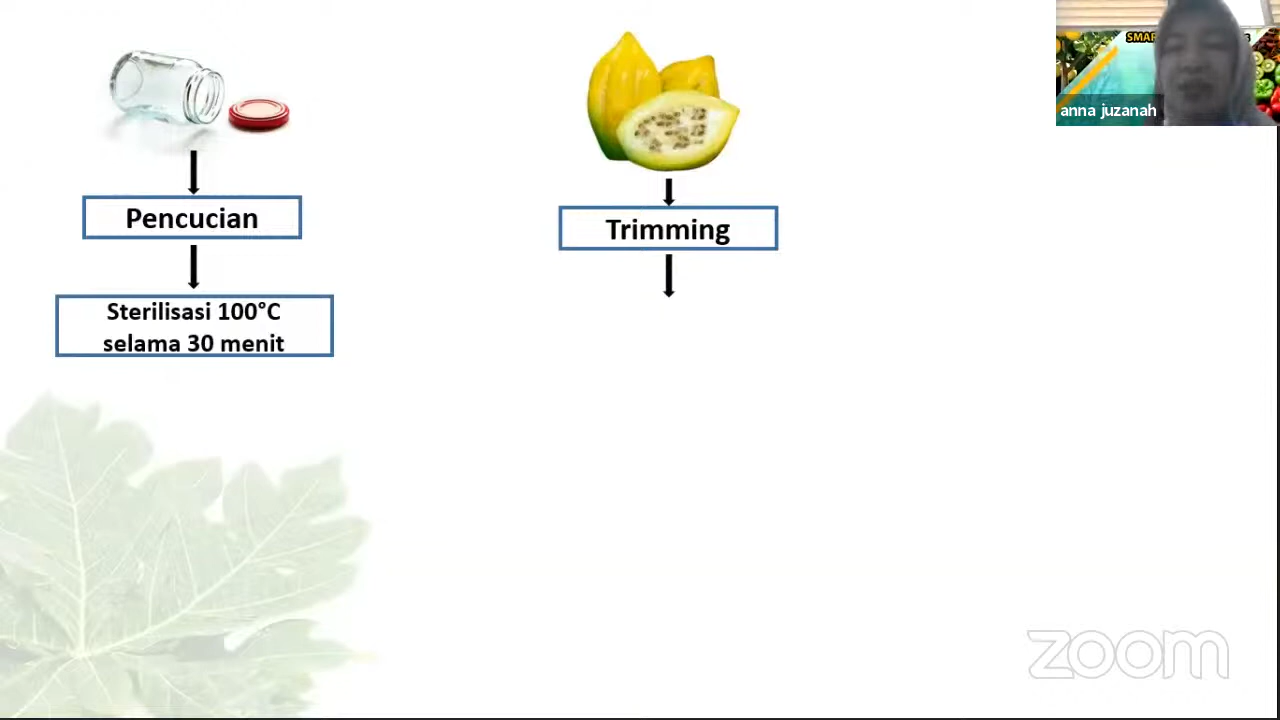 Pencucian
Sterilisasi 100°C
selama 30 menit
Trimming
anna juzanah
zoom